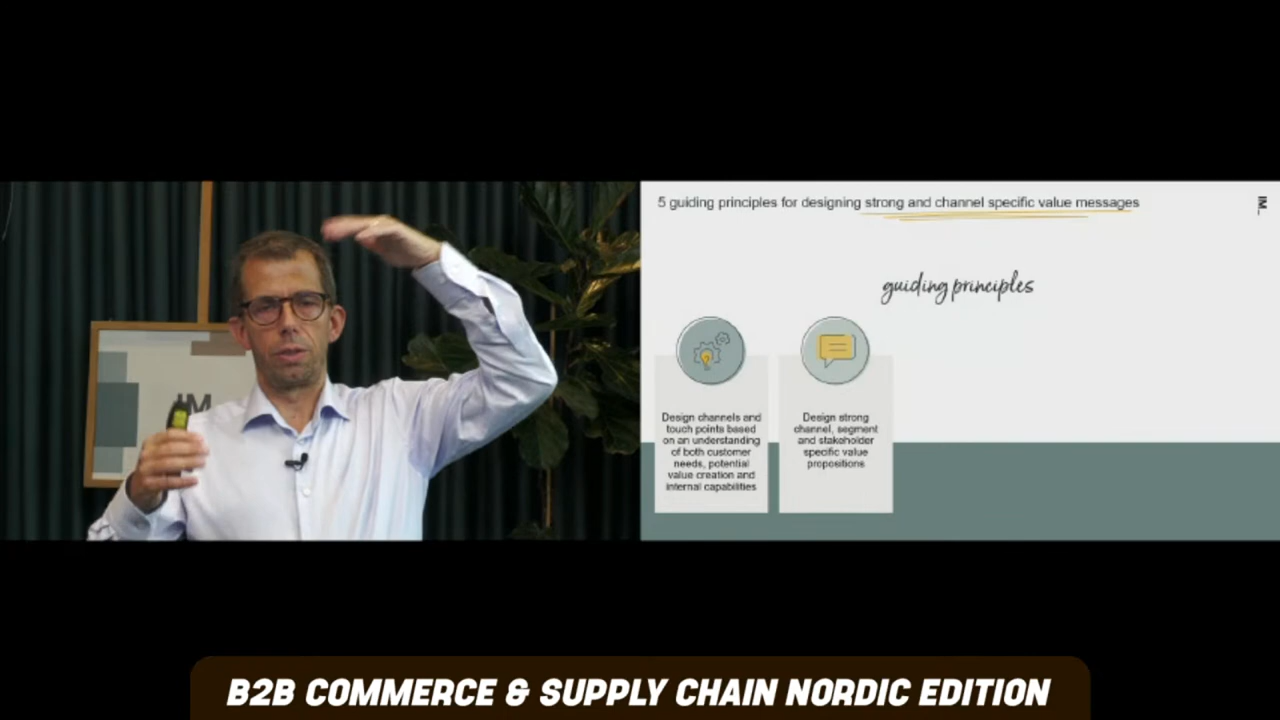 5 guiding principles for designing strong and channel specific value messages
IM_
guiding principles
IM
Design channels and
touch points based
on an understanding
of both customer
needs, potential
value creation and
internal capabilities
Design strong
channel, segment
and stakeholder
specific value
propositions
B2B COMMERCE & SUPPLY CHAIN NORDIC EDITION